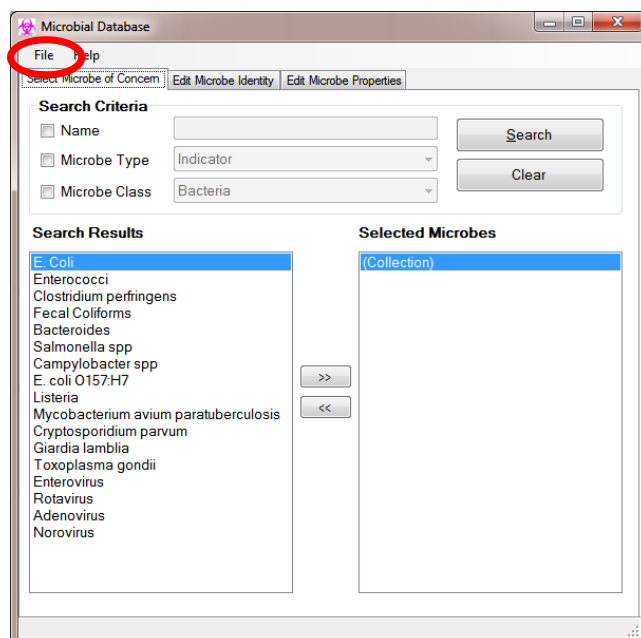 Microbial Database
File Help
Select Microbe of Concern Edit Microbe Identity Edit Microbe Properties
Search Criteria
Name
Search
Microbe Type Indicator
Clear
Microbe Class Bacteria
Search Results Selected Microbes
E. Coli (Collection)
Enterococci
Clostridium perfringens
Fecal Coliforms
Bacteroides
Salmonella spp
Campylobacter spp
E. coli O157:H7 >>
Listeria
Mycobacterium avium paratuberculosis <<
Cryptosporidium parvum
Giardia lamblia
Toxoplasma gondii
Enterovirus
Rotavirus
Adenovirus
Norovirus